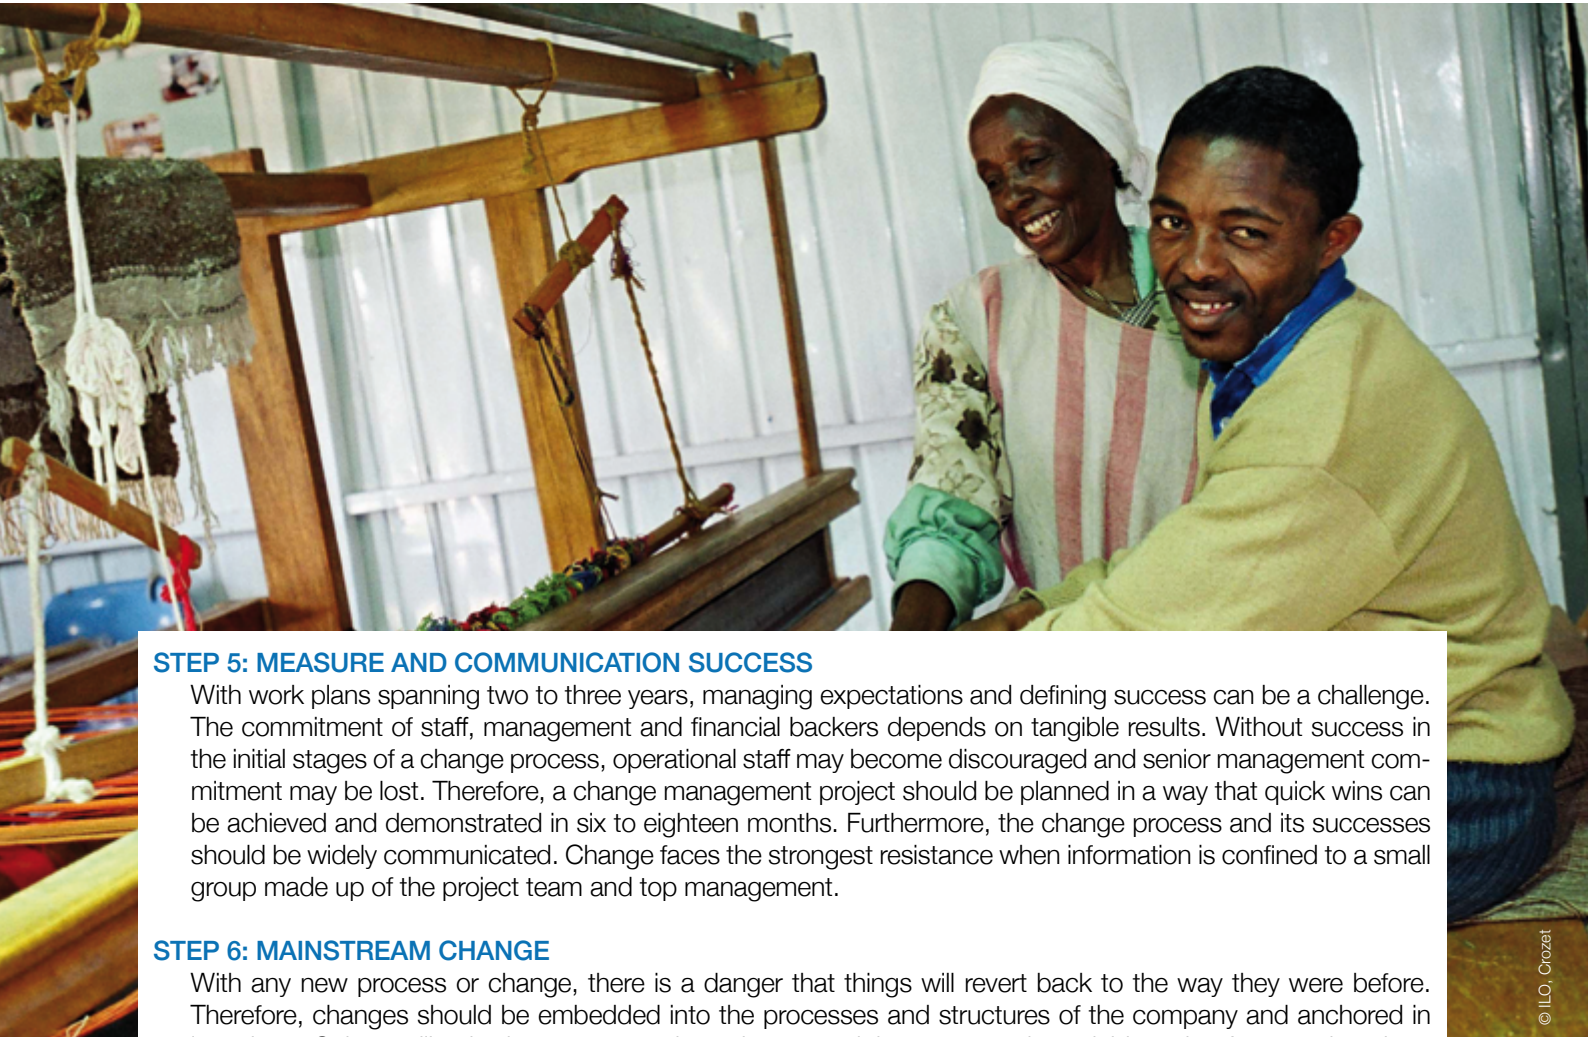 STEP 5: MEASURE AND COMMUNICATION SUCCESS
With work plans spanning two to three years, managing expectations and defining success can be a challenge.
The commitment of staff, management and financial backers depends on tangible results. Without success in
the initial stages of a change process, operational staff may become discouraged and senior management com-
mitment may be lost. Therefore, a change management project should be planned in a way that quick wins can
be achieved and demonstrated in six to eighteen months. Furthermore, the change process and its successes
should be widely communicated. Change faces the strongest resistance when information is confined to a small
group made up of the project team and top management.
STEP 6: MAINSTREAM CHANGE
With any new process or change, there is a danger that things will revert back to the way they were before.
Therefore, changes should be embedded into the processes and structures of the company and anchored in
© ILO, Crozet